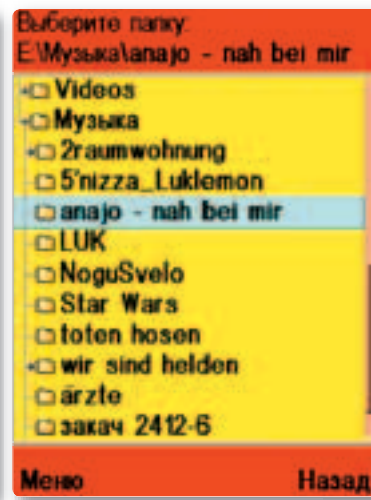 Выберите папку:
E:\Музыка\anajo - nah bei mir
Videos
Музыка
2raumwohnung
5'nizza_Luklemon
anajo - nah bei mir
LUK
NoguSvelo
Star Wars
toten hosen
wir sind helden
ärzte
закач 2412-6
Меню
Назад